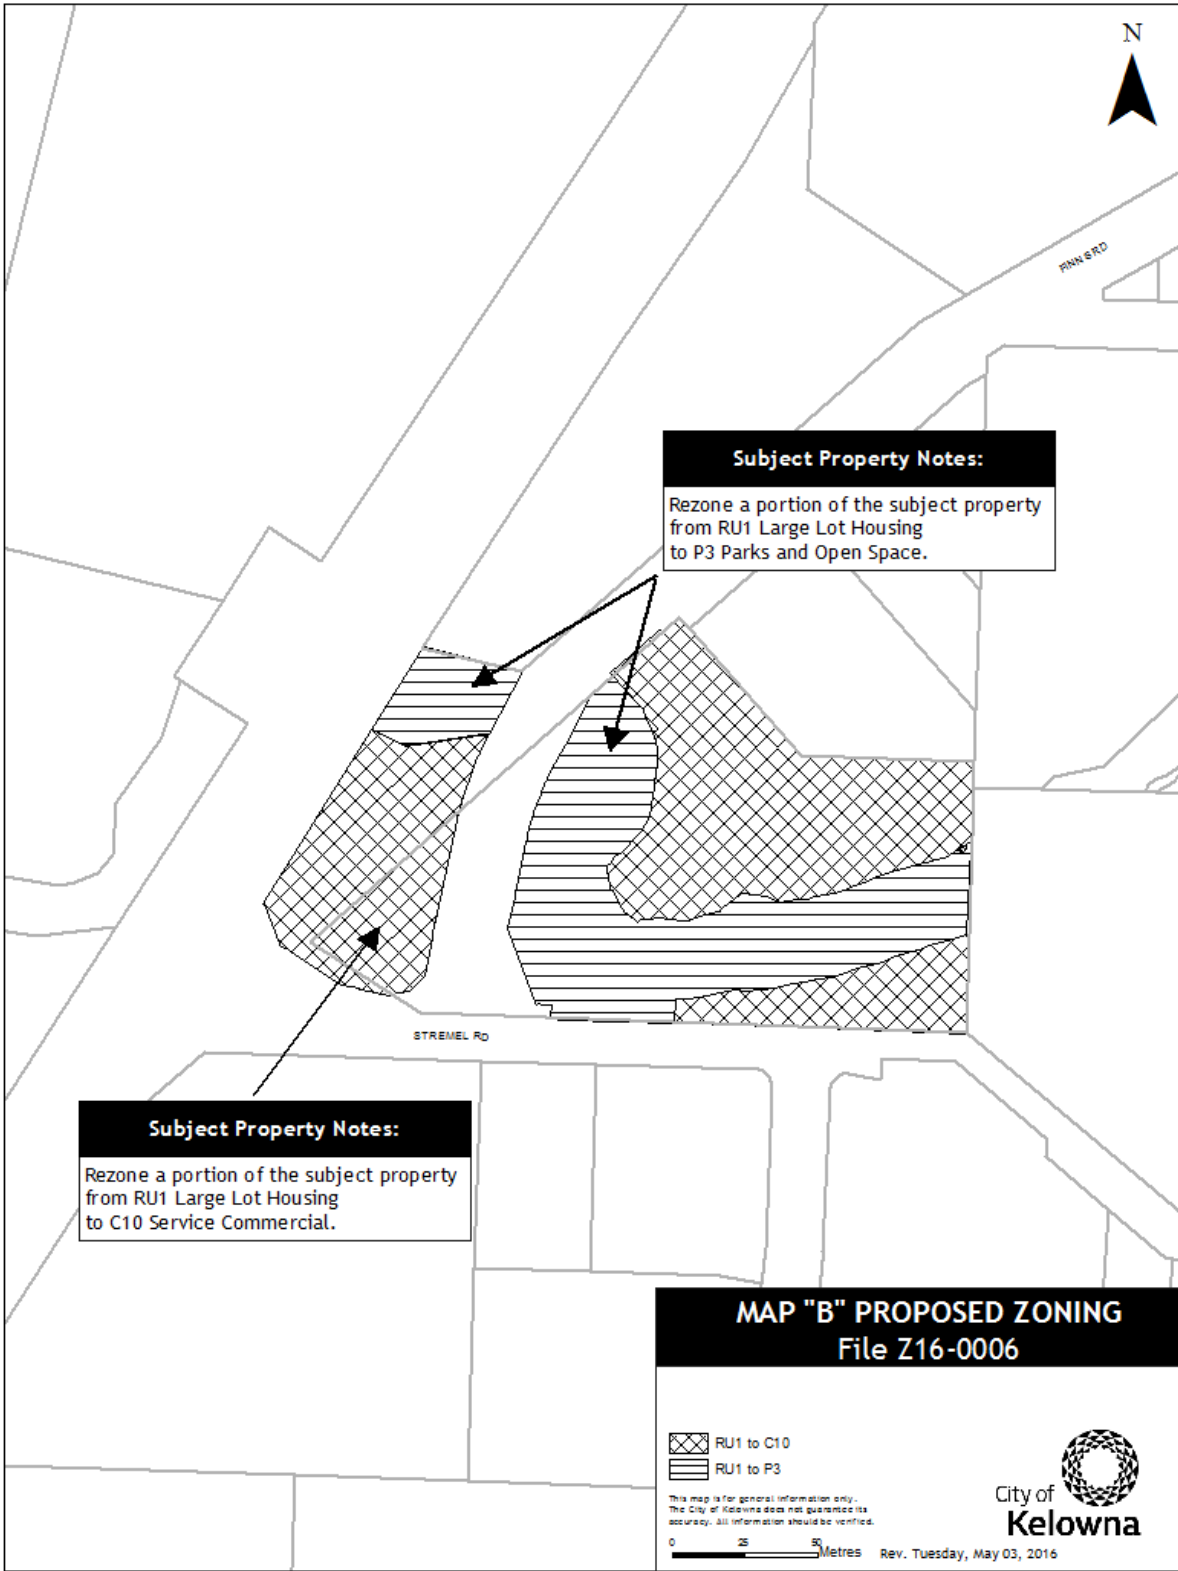 N
FINNS RD
Subject Property Notes:
Rezone a portion of the subject property
from RU1 Large Lot Housing
to P3 Parks and Open Space.
STREMEL RD
Subject Property Notes:
Rezone a portion of the subject property
from RU1 Large Lot Housing
to C10 Service Commercial.
MAP "B" PROPOSED ZONING
File Z16-0006
RU1 to C10
RU1 to P3
This map is for general information only.
The City of Kelowna does not guarantee its
accuracy. All information should be verified.
0 25 50 Metres
City of
Kelowna
Rev. Tuesday, May 03, 2016